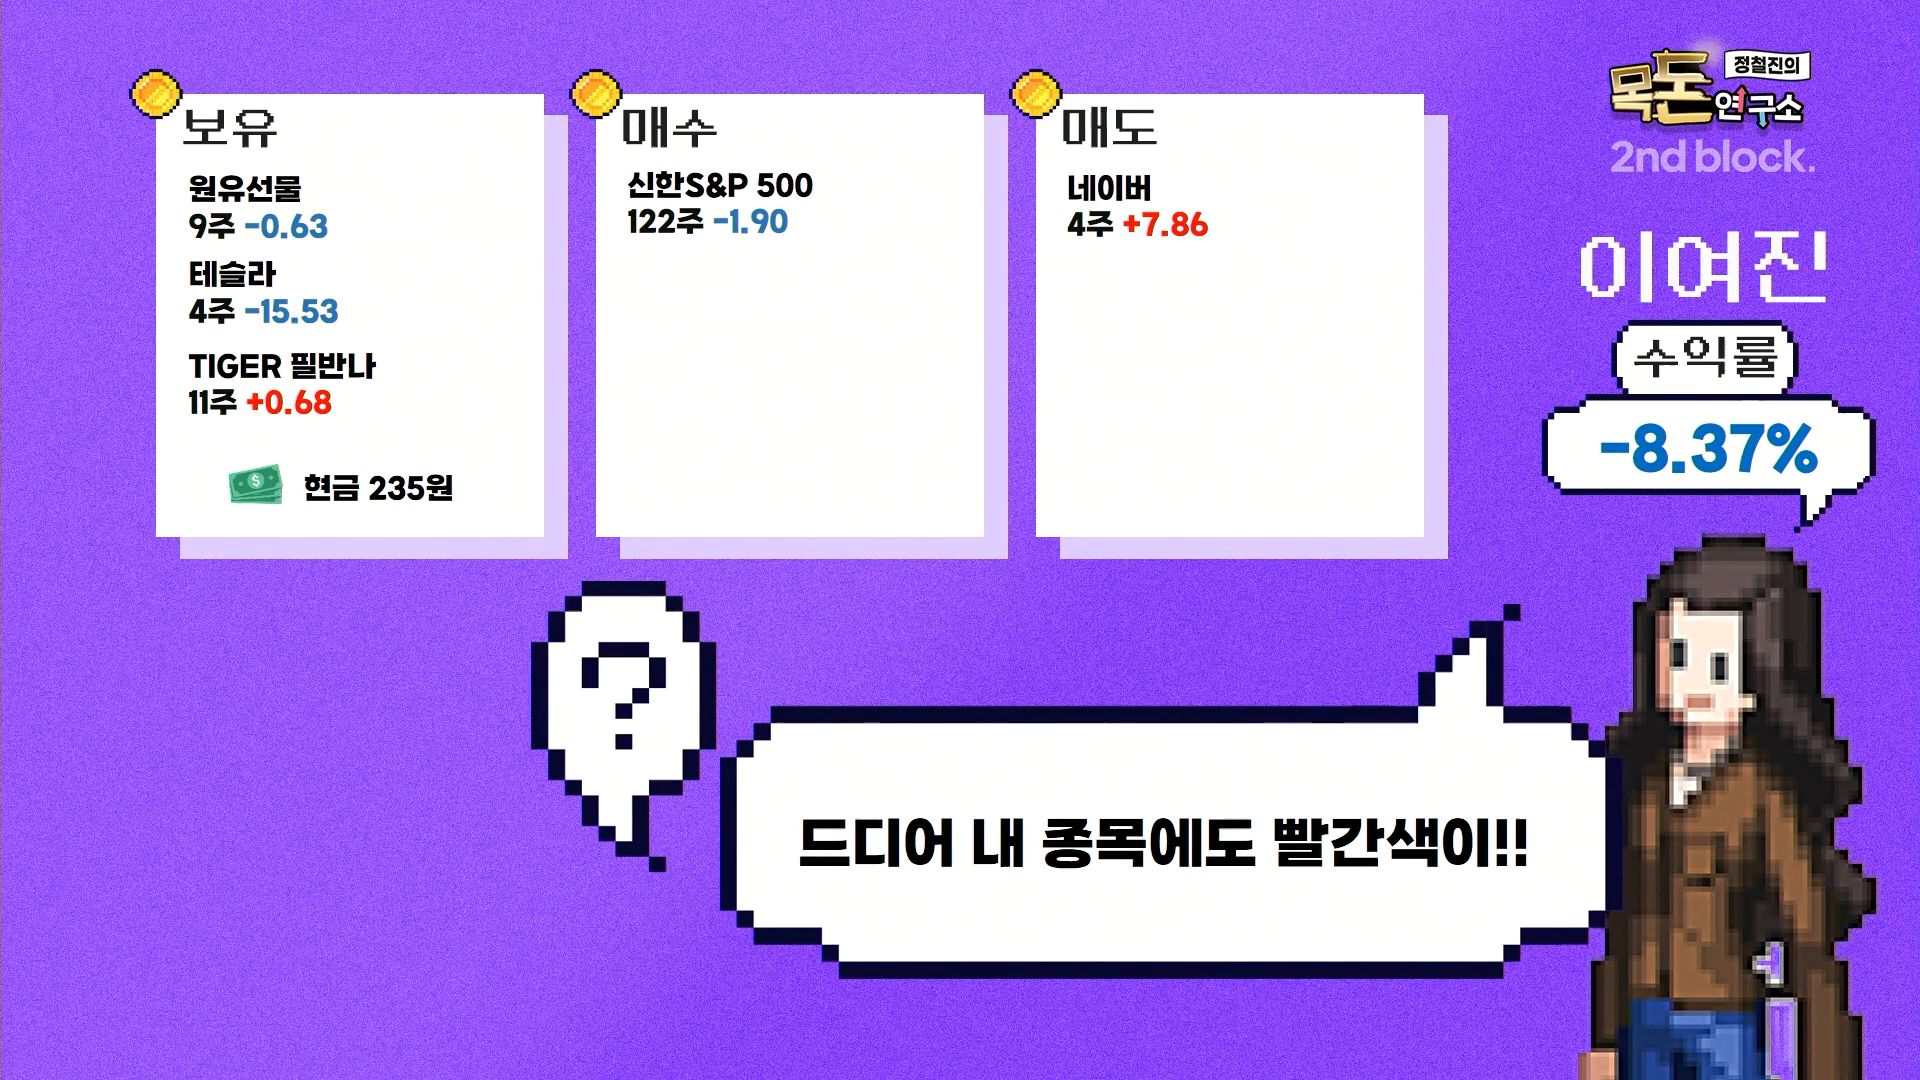 보유
원유선물
9주 -0.63
테슬라
4주 -15.53
TIGER 필반나
11주 +0.68
현금 235원
매수
신한S&P 500
122주 -1.90
매도
네이버
4주 +7.86
정철진의
목돈
연구소
2nd block.
이여진
수익률
-8.37%
?
드디어 내 종목에도 빨간색이!!